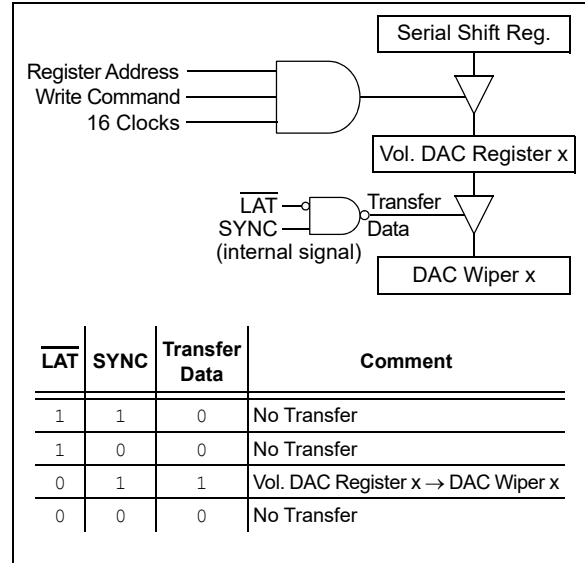 Serial Shift Reg.
Register Address
Write Command
16 Clocks
Vol. DAC Register x
LAT
SYNC
(internal signal)
Transfer
Data
DAC Wiper x
LAT SYNC Transfer Data Comment
1 1 0 No Transfer
1 0 0 No Transfer
0 1 1 Vol. DAC Register x → DAC Wiper x
0 0 0 No Transfer